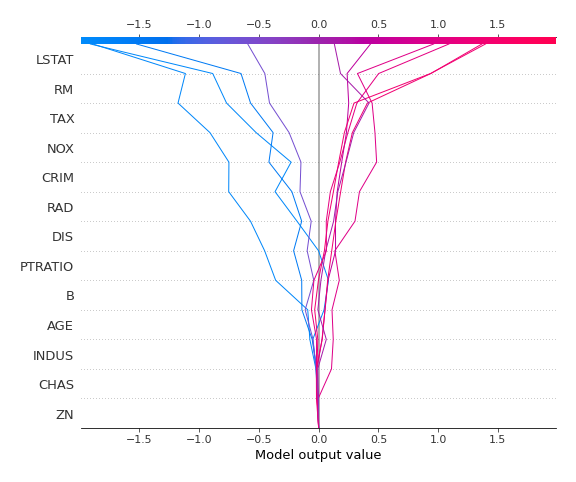 −1.5 −1.0 −0.5 0.0 0.5 1.0 1.5
LSTAT
RM
TAX
NOX
CRIM
RAD
DIS
PTRATIO
B
AGE
INDUS
CHAS
ZN
−1.5 −1.0 −0.5 0.0 0.5 1.0 1.5
Model output value